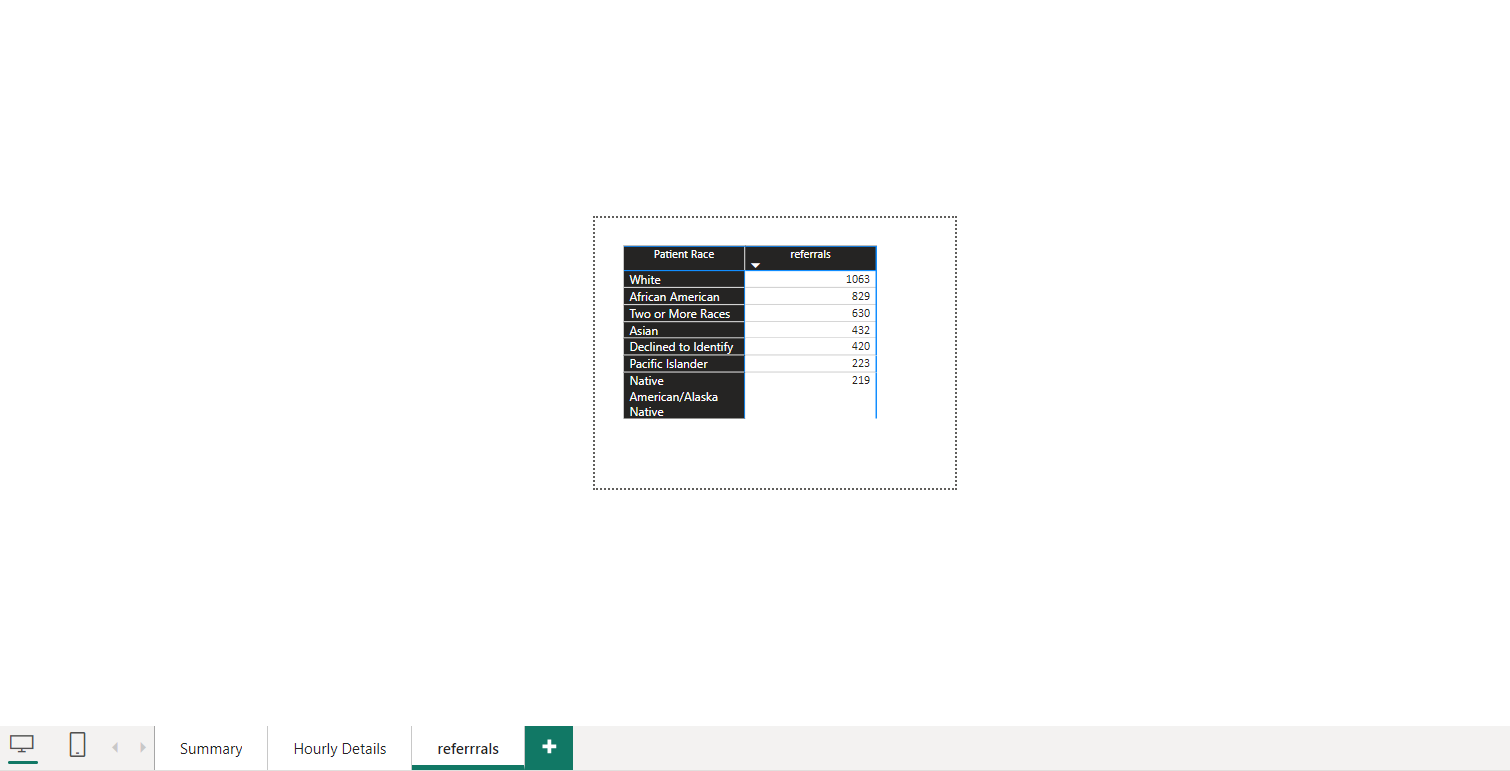 Patient Race referrals
White 1063
African American 829
Two or More Races 630
Asian 432
Declined to Identify 420
Pacific Islander 223
Native 219
American/Alaska
Native
Summary Hourly Details referrrals